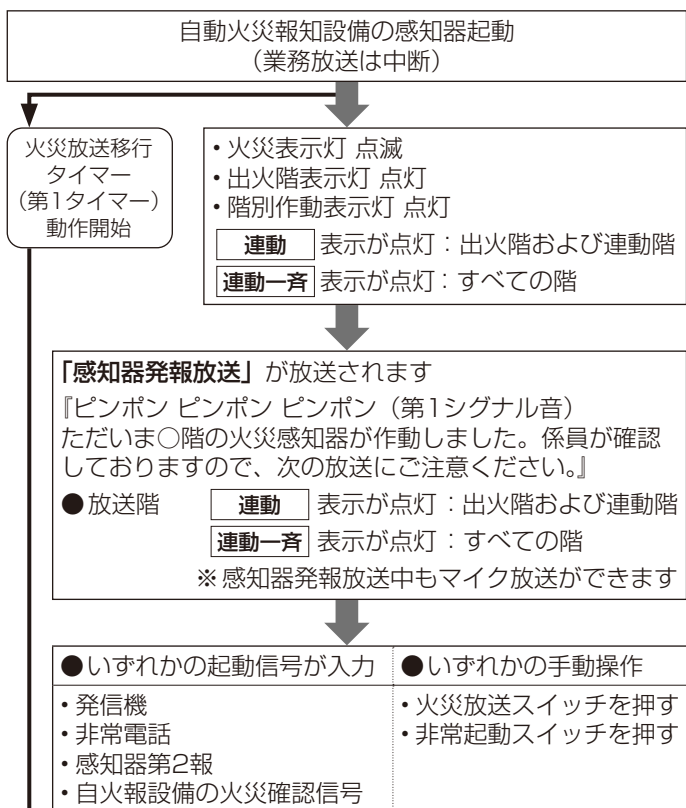 自動火災報知設備の感知器起動
（業務放送は中断）
火災放送移行
タイマー
（第1タイマー）
動作開始
・火災表示灯 点滅
・出火階表示灯 点灯
・階別作動表示灯 点灯
連動 表示が点灯：出火階および連動階
連動一斉 表示が点灯：すべての階
「感知器発報放送」が放送されます
『ピンポン ピンポン ピンポン（第1シグナル音）
ただいま○階の火災感知器が作動しました。係員が確認
しておりますので、次の放送にご注意ください。』
●放送階 連動 表示が点灯：出火階および連動階
連動一斉 表示が点灯：すべての階
※感知器発報放送中もマイク放送ができます
●いずれかの起動信号が入力
・発信機
・非常電話
・感知器第2報
・自火報設備の火災確認信号
●いずれかの手動操作
・火災放送スイッチを押す
・非常起動スイッチを押す